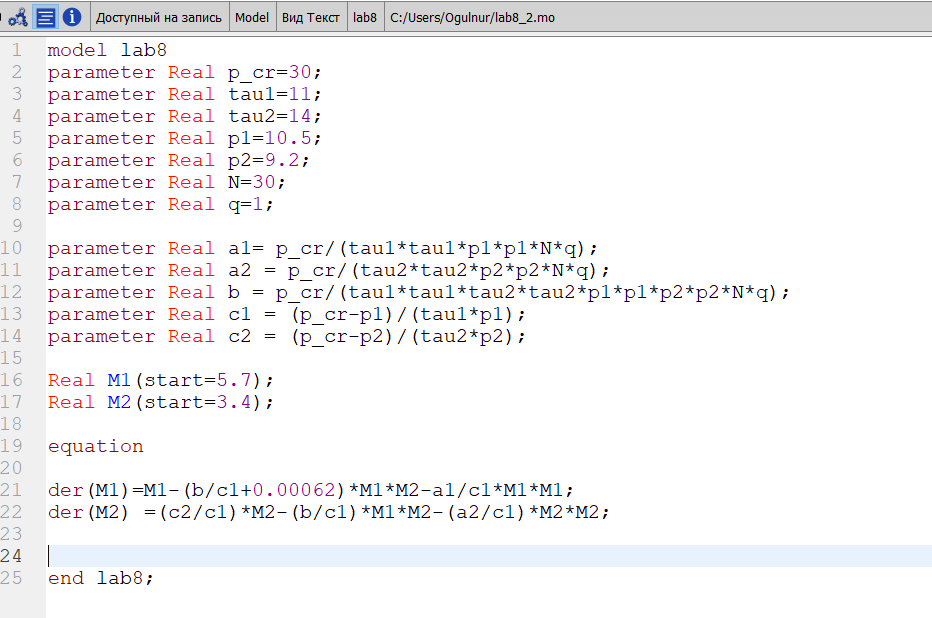 Доступный на запись Model Вид Текст lab8 C:/Users/Ogulnur/lab8_2.mo
1 model lab8
2 parameter Real p_cr=30;
3 parameter Real tau1=11;
4 parameter Real tau2=14;
5 parameter Real p1=10.5;
6 parameter Real p2=9.2;
7 parameter Real N=30;
8 parameter Real q=1;
9
10 parameter Real a1= p_cr/(tau1*tau1*p1*p1*N*q);
11 parameter Real a2 = p_cr/(tau2*tau2*p2*p2*N*q);
12 parameter Real b = p_cr/(tau1*tau1*tau2*tau2*p1*p1*p2*p2*N*q);
13 parameter Real c1 = (p_cr-p1)/(tau1*p1);
14 parameter Real c2 = (p_cr-p2)/(tau2*p2);
15
16 Real M1(start=5.7);
17 Real M2(start=3.4);
18
19 equation
20
21 der(M1)=M1-(b/c1+0.00062)*M1*M2-a1/c1*M1*M1;
22 der(M2) =(c2/c1)*M2-(b/c1)*M1*M2-(a2/c1)*M2*M2;
23
24
25 end lab8;